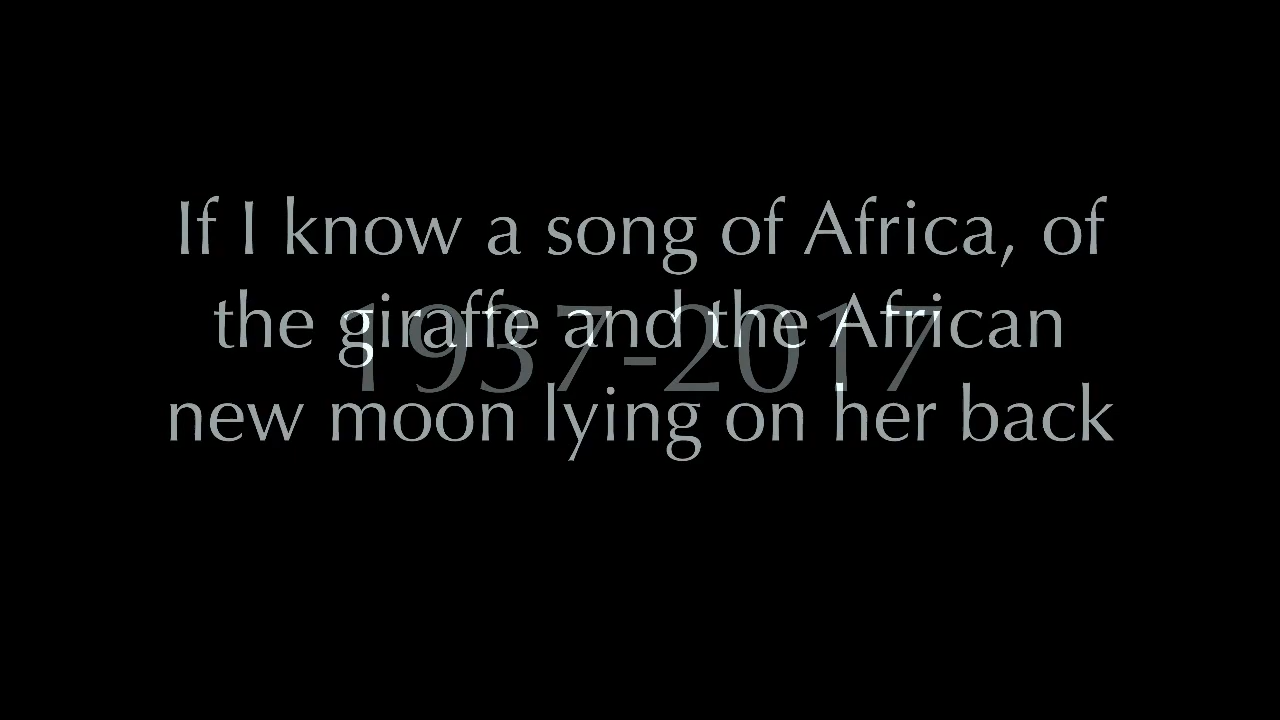 If I know a song of Africa, of
the giraffe and the African
1937-2017
new moon lying on her back